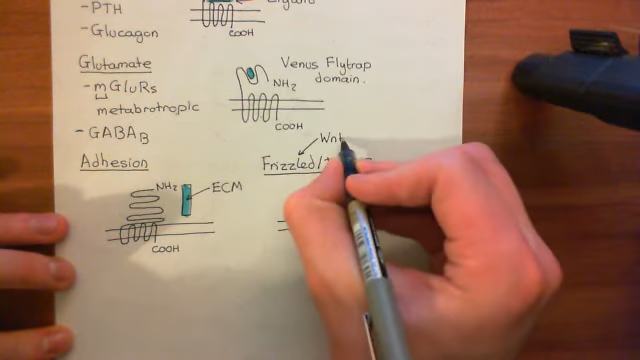 - PTH
- Glucagon
COOH
Glutamate
- mGluRs
metabotropic
- GABAB
Venus Flytrap
domain.
NH2
COOH
Adhesion
NH2
ECM
COOH
Wnt
Frizzled/